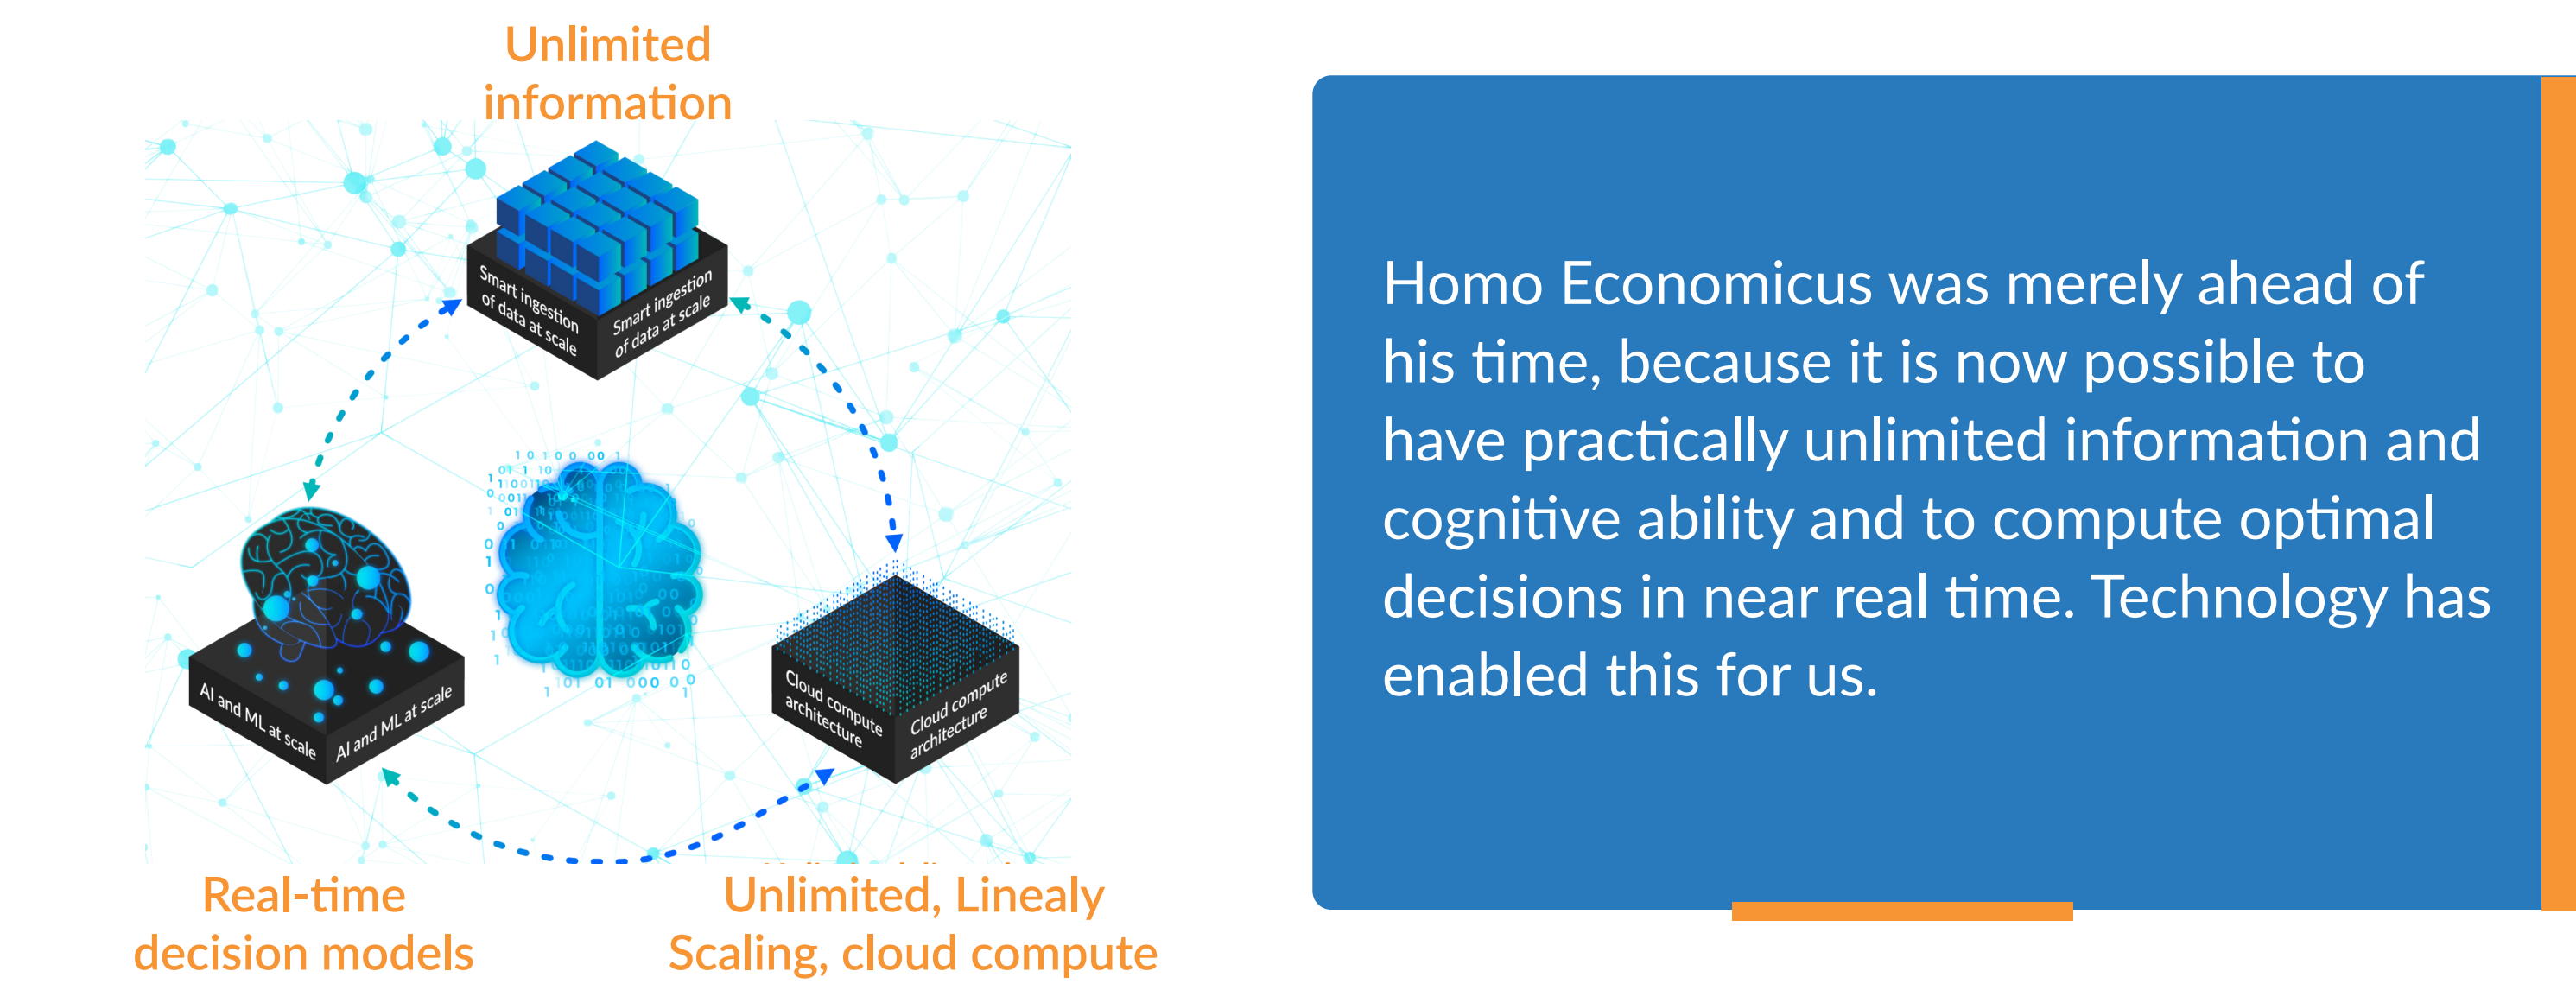 Unlimited
information
Smart ingestion
of data at scale
Smart ingestion
of data at scale
AI and ML at scale
AI and ML at scale
Cloud compute
architecture
Cloud compute
architecture
Real-time
decision models
Unlimited, Linealy
Scaling, cloud compute
Homo Economicus was merely ahead of
his time, because it is now possible to
have practically unlimited information and
cognitive ability and to compute optimal
decisions in near real time. Technology has
enabled this for us.